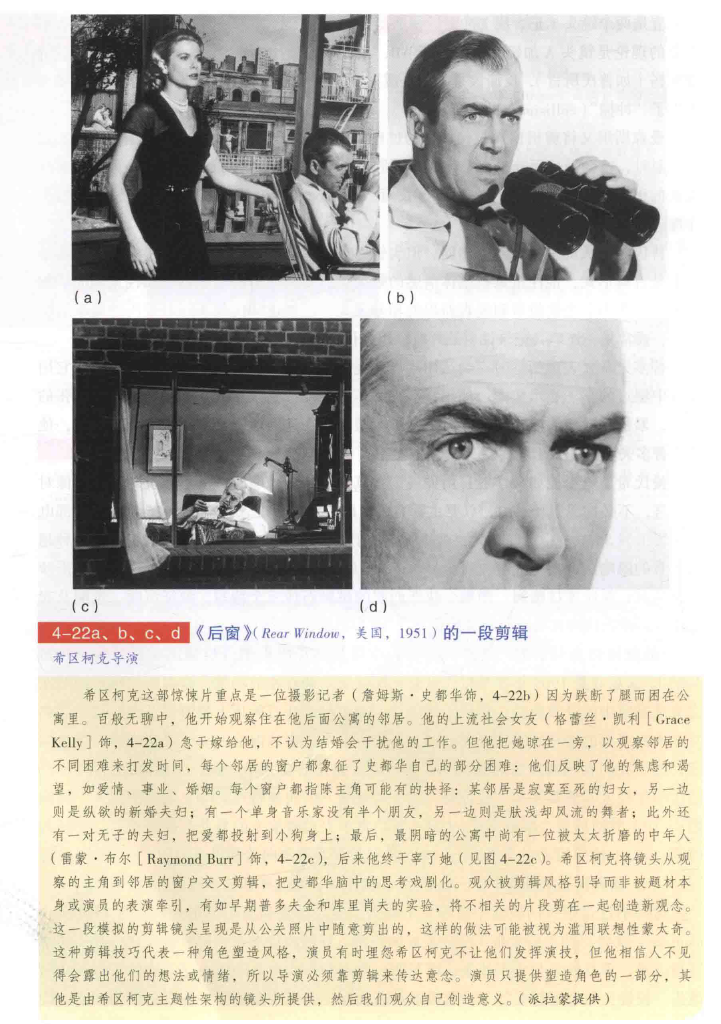 (a)
(b)
(c)
(d)
4-22a、b、c、d 《后窗》(Rear Window，美国，1951)的一段剪辑
希区柯克导演
希区柯克这部惊悚片重点是一位摄影记者（詹姆斯·史都华饰，4-22b）因为跌断了腿而困在公
寓里。百般无聊中，他开始观察住在他后面公寓的邻居。他的上流社会女友（格蕾丝·凯利［Grace
Kelly］饰，4-22a）急于嫁给他，不认为结婚会干扰他的工作。但他把她晾在一旁，以观察邻居的
不同困难来打发时间，每个邻居的窗户都象征了史都华自己的部分困难：他们反映了他的焦虑和渴
望，如爱情、事业、婚姻。每个窗户都指陈主角可能有的抉择：某邻居是寂寞至死的妇女，另一边
则是纵欲的新婚夫妇；有一个单身音乐家没有半个朋友，另一边则是肤浅却风流的舞者；此外还
有一对无子的夫妇，把爱都投射到小狗身上；最后，最阴暗的公寓中尚有一位被太太折磨的中年人
（雷蒙·布尔［Raymond Burr］饰，4-22c），后来他终于宰了她（见图4-22c）。希区柯克将镜头从观
察的主角到邻居的窗户交叉剪辑，把史都华脑中的思考戏剧化。观众被剪辑风格引导而非被题材本
身或演员的表演牵引，有如早期普多夫金和库里肖夫的实验，将不相关的片段剪在一起创造新观念。
这一段模拟的剪辑镜头呈现是从公关照片中随意剪出的，这样的做法可能被视为滥用联想性蒙太奇。
这种剪辑技巧代表一种角色塑造风格，演员有时埋怨希区柯克不让他们发挥演技，但他相信人不见
得会露出他们的想法或情绪，所以导演必须靠剪辑来传达意念。演员只提供塑造角色的一部分，其
他是由希区柯克主题性架构的镜头所提供，然后我们观众自己创造意义。（派拉蒙提供）